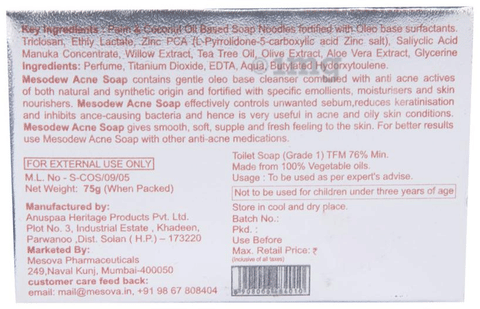 Key Ingredients : Palm & Coconut Oil Based Soap Noodles fortified with Oleo base surfactants.
Triclosan, Ethly Lactate, Zinc PCA (L-Pyrrolidone-5-carboxylic acid Zinc salt), Salicylic Acid
Manuka Concentrate, Willow Extract, Tea Tree Oil, Olive Oil, Aloe Vera Extract, Glycerine
Ingredients: Perfume, Titanium Dioxide, EDTA, Aqua, Butylated Hydroxytoulene.
Mesodew Acne Soap contains gentle oleo base cleanser combined with anti acne actives
of both natural and synthetic origin and fortified with specific emollients, moisturisers and skin
nourishers. Mesodew Acne Soap effectively controls unwanted sebum,reduces keratinisation
and inhibits ance-causing bacteria and hence is very useful in acne and oily skin conditions.
Mesodew Acne Soap gives smooth, soft, supple and fresh feeling to the skin. For better results
use Mesodew Acne Soap with other anti-acne medications.
FOR EXTERNAL USE ONLY
M.L. No - S-COS/09/05
Net Weight: 75g (When Packed)
Manufactured by:
Anuspaa Heritage Products Pvt. Ltd.
Plot No. 3, Industrial Estate , Khadeen,
Parwanoo ,Dist. Solan ( H.P.) – 173220
Marketed By:
Mesova Pharmaceuticals
249,Naval Kunj, Mumbai-400050
customer care feed back:
email: mail@mesova.in, +91 98 67 808404
Toilet Soap (Grade 1) TFM 76% Min.
Made from 100% Vegetable oils.
Usage : To be used as per expert's advise.
Not to be used for children under three years of age
Store in cool and dry place.
Batch No.:
Pkd. :
Use Before
Max. Retail Price: ₹
(inclusive of all taxes)